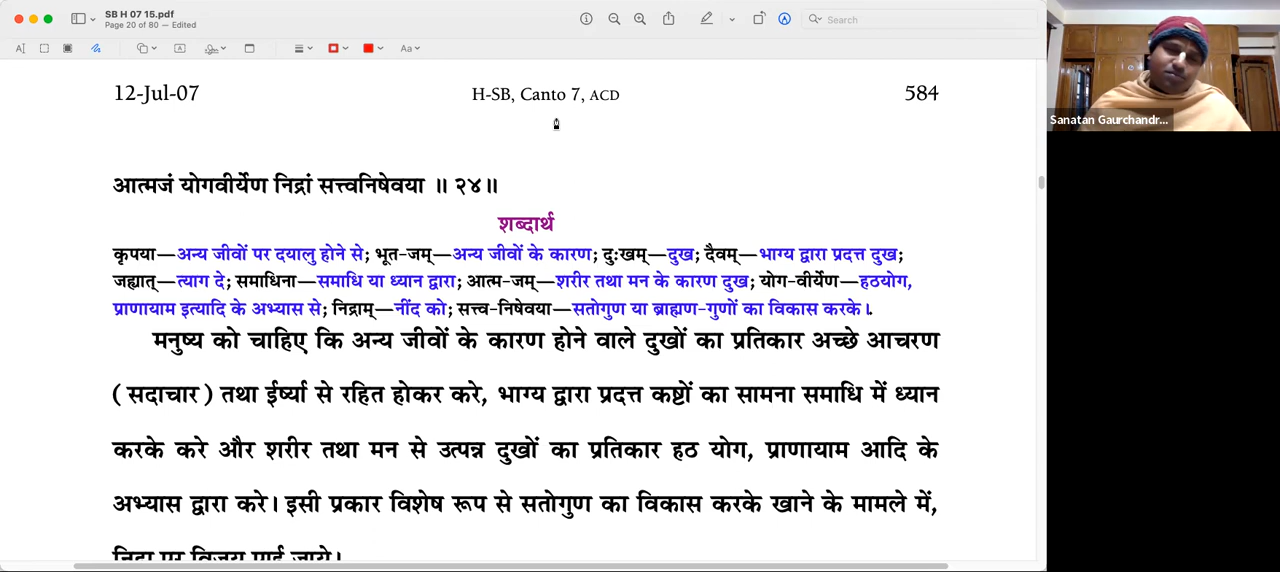 SB H 07 15.pdf
Page 20 of 80 — Edited
Search
12-Jul-07 H-SB, Canto 7, ACD 584
आत्मजं योगवीर्येण निद्रां सत्त्वनिषेवया ॥ २४॥
शब्दार्थ
कृपया—अन्य जीवों पर दयालु होने से; भूत-जम्—अन्य जीवों के कारण; दुःखम्—दुख; दैवम्—भाग्य द्वारा प्रदत्त दुख;
जह्यात्—त्याग दे; समाधिना—समाधि या ध्यान द्वारा; आत्म-जम्—शरीर तथा मन के कारण दुख; योग-वीर्येण—हठयोग,
प्राणायाम इत्यादि के अभ्यास से; निद्राम्—नींद को; सत्त्व-निषेवया—सतोगुण या ब्राह्मण-गुणों का विकास करके।.
मनुष्य को चाहिए कि अन्य जीवों के कारण होने वाले दुखों का प्रतिकार अच्छे आचरण
(सदाचार) तथा ईर्ष्या से रहित होकर करे, भाग्य द्वारा प्रदत्त कष्टों का सामना समाधि में ध्यान
करके करे और शरीर तथा मन से उत्पन्न दुखों का प्रतिकार हठ योग, प्राणायाम आदि के
अभ्यास द्वारा करे। इसी प्रकार विशेष रूप से सतोगुण का विकास करके खाने के मामले में,
निद्रा पर विजय पाई जाये।
Sanatan Gaurchandr...